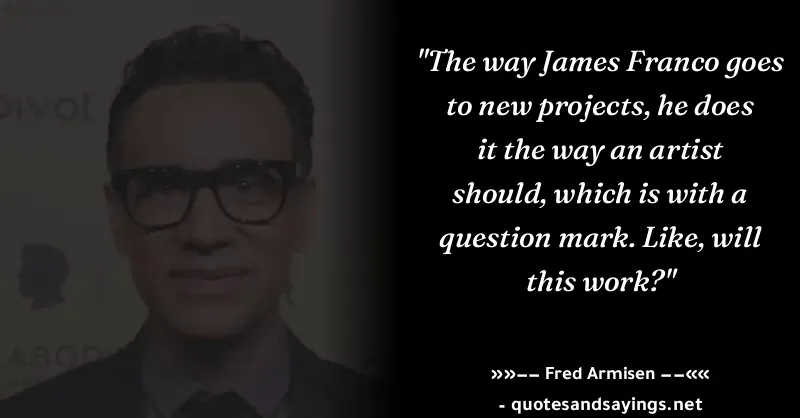 pivot
"The way James Franco goes
to new projects, he does
it the way an artist
should, which is with a
question mark. Like, will
this work?"
»»–– Fred Armisen ––««
- quotesandsayings.net